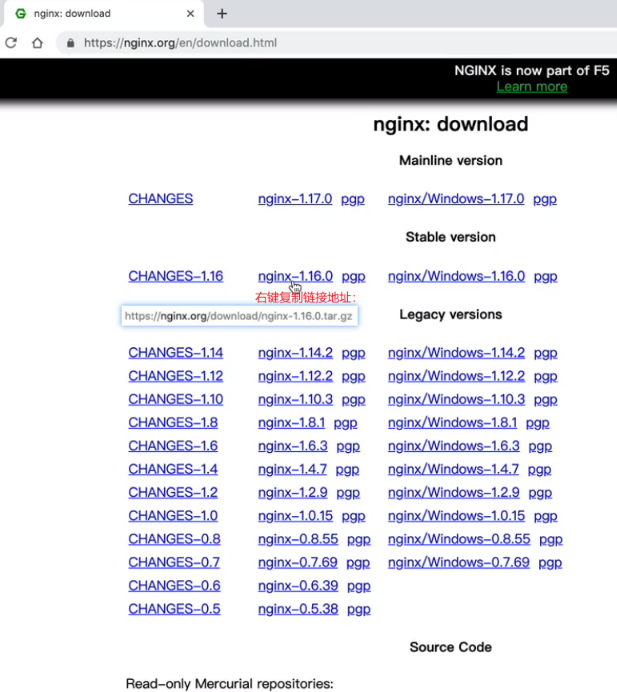 nginx: download
https://nginx.org/en/download.html
NGINX is now part of F5
Learn more
nginx: download
Mainline version
CHANGES nginx-1.17.0 pgp nginx/Windows-1.17.0 pgp
Stable version
CHANGES-1.16 nginx-1.16.0 pgp nginx/Windows-1.16.0 pgp
右键复制链接地址:
https://nginx.org/download/nginx-1.16.0.tar.gz
Legacy versions
CHANGES-1.14 nginx-1.14.2 pgp nginx/Windows-1.14.2 pgp
CHANGES-1.12 nginx-1.12.2 pgp nginx/Windows-1.12.2 pgp
CHANGES-1.10 nginx-1.10.3 pgp nginx/Windows-1.10.3 pgp
CHANGES-1.8 nginx-1.8.1 pgp nginx/Windows-1.8.1 pgp
CHANGES-1.6 nginx-1.6.3 pgp nginx/Windows-1.6.3 pgp
CHANGES-1.4 nginx-1.4.7 pgp nginx/Windows-1.4.7 pgp
CHANGES-1.2 nginx-1.2.9 pgp nginx/Windows-1.2.9 pgp
CHANGES-1.0 nginx-1.0.15 pgp nginx/Windows-1.0.15 pgp
CHANGES-0.8 nginx-0.8.55 pgp nginx/Windows-0.8.55 pgp
CHANGES-0.7 nginx-0.7.69 pgp nginx/Windows-0.7.69 pgp
CHANGES-0.6 nginx-0.6.39 pgp
CHANGES-0.5 nginx-0.5.38 pgp
Source Code
Read-only Mercurial repositories: